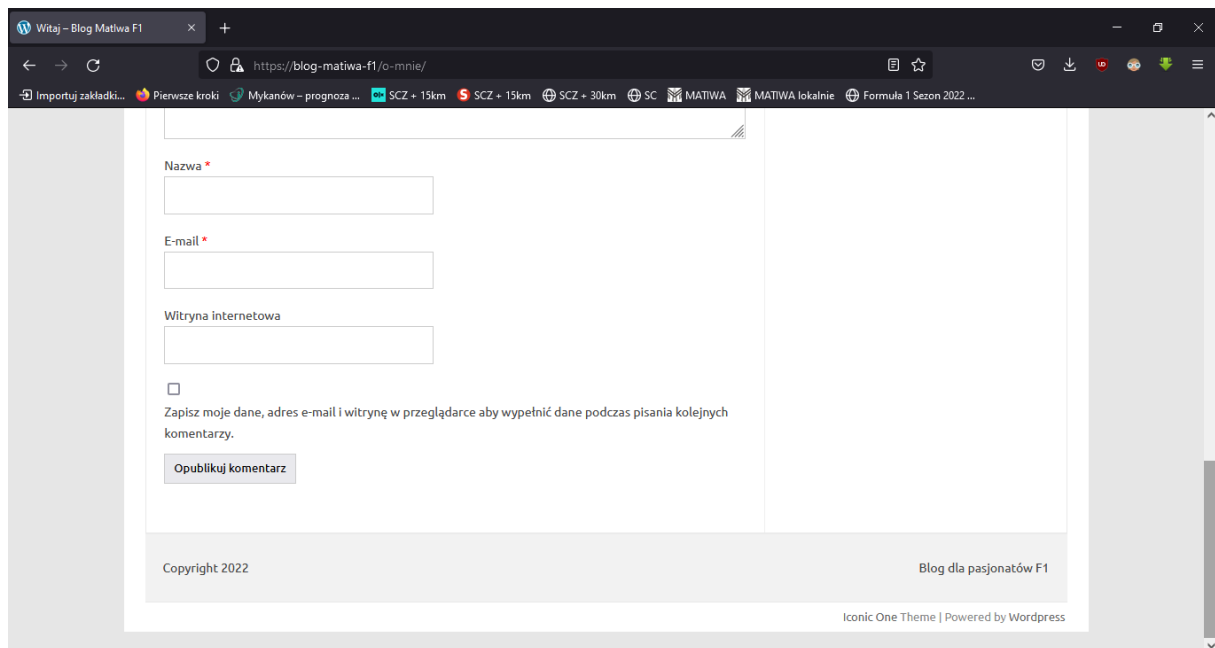 Witaj – Blog MatIwa F1
https://blog-matiwa-f1/o-mnie/
Importuj zakładki... Pierwsze kroki Mykanów – prognoza ... SCZ + 15km SCZ + 15km SCZ + 30km SC MATIWA MATIWA lokalnie Formuła 1 Sezon 2022 ...
Nazwa *
E-mail *
Witryna internetowa
Zapisz moje dane, adres e-mail i witrynę w przeglądarce aby wypełnić dane podczas pisania kolejnych
komentarzy.
Opublikuj komentarz
Copyright 2022 Blog dla pasjonatów F1
Iconic One Theme | Powered by Wordpress